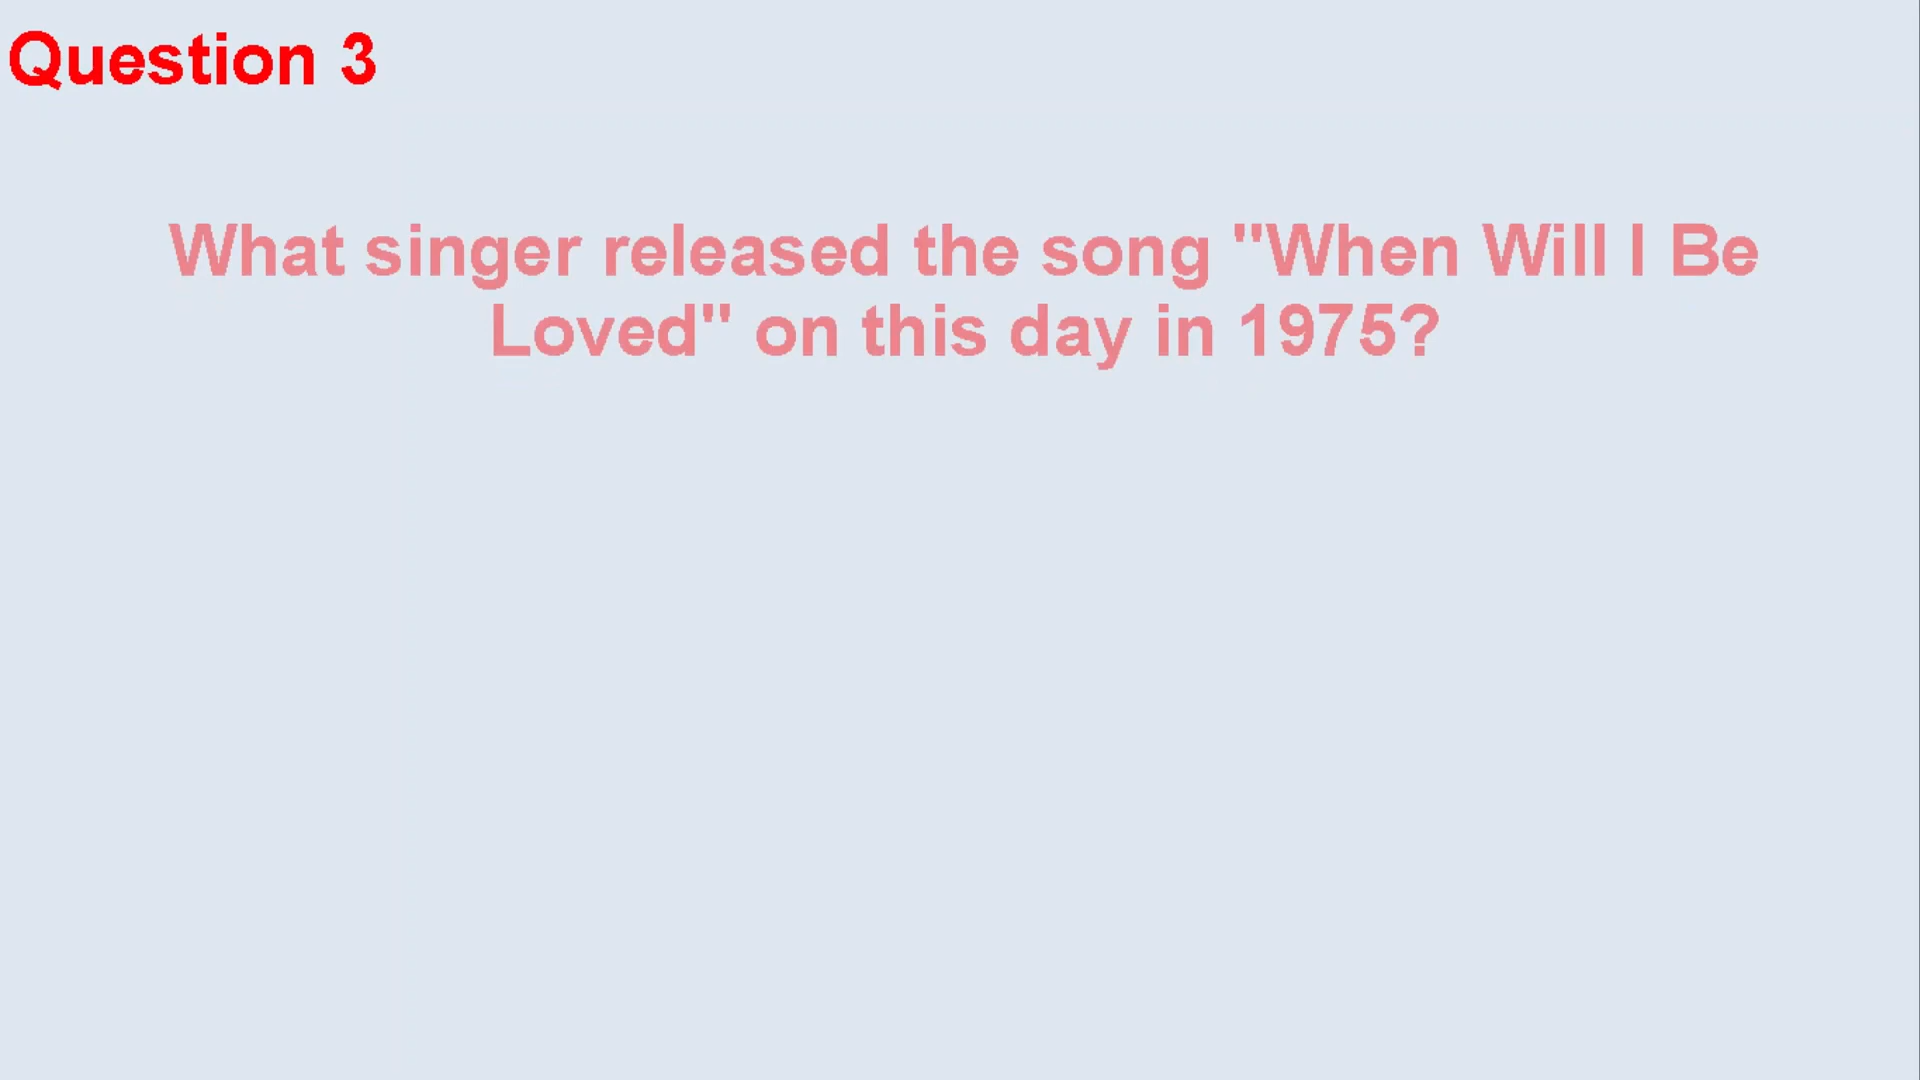 Question 3
What singer released the song "When Will I Be
Loved" on this day in 1975?